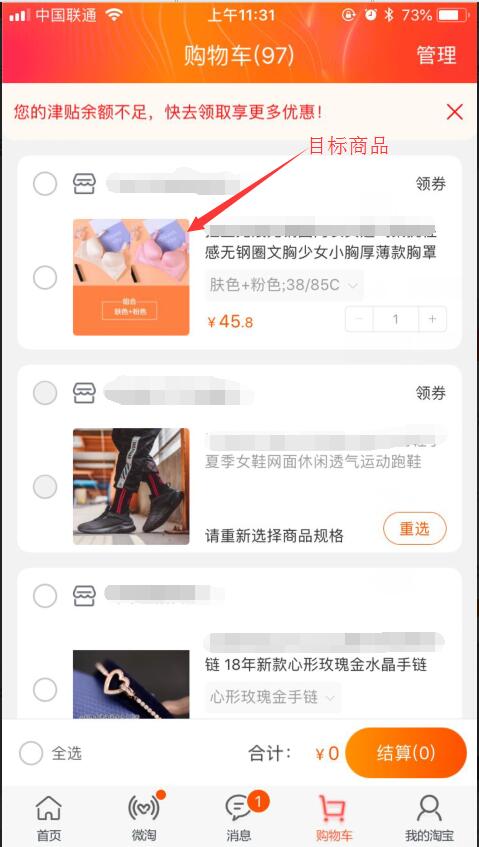 中国联通
上午11:31
73%
购物车(97)
管理
您的津贴余额不足，快去领取享更多优惠！
目标商品
领券
感无钢圈文胸少女小胸厚薄款胸罩
肤色+粉色;38/85C
组合
肤色+粉色
￥45.8
− 1 +
领券
夏季女鞋网面休闲透气运动跑鞋
请重新选择商品规格
重选
链 18年新款心形玫瑰金水晶手链
心形玫瑰金手链
全选
合计：
￥0
结算(0)
1
首页
微淘
消息
购物车
我的淘宝